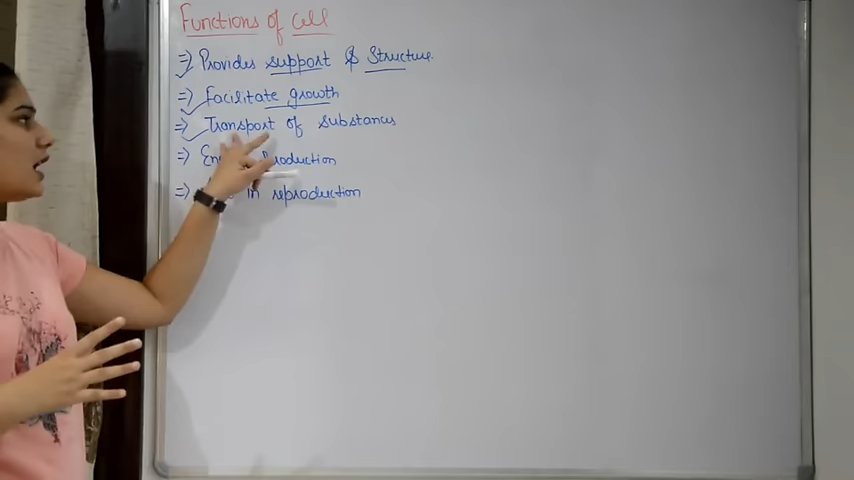 Functions of cell
=> Provides support & Structure.
=> Facilitate growth
=> Transport of Substances
=> Production
=> in reproduction